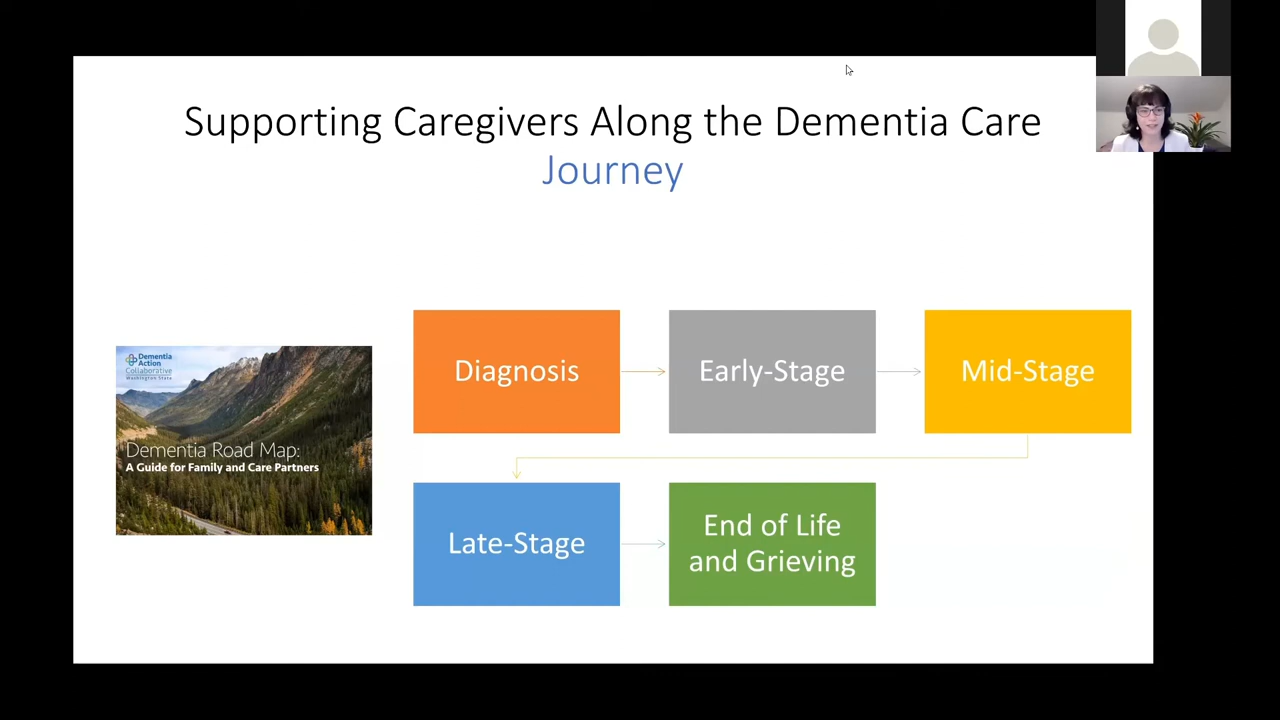 Supporting Caregivers Along the Dementia Care
Journey
Dementia
Action
Collaborative
Washington State
Dementia Road Map:
A Guide for Family and Care Partners
Diagnosis
Early-Stage
Mid-Stage
Late-Stage
End of Life
and Grieving